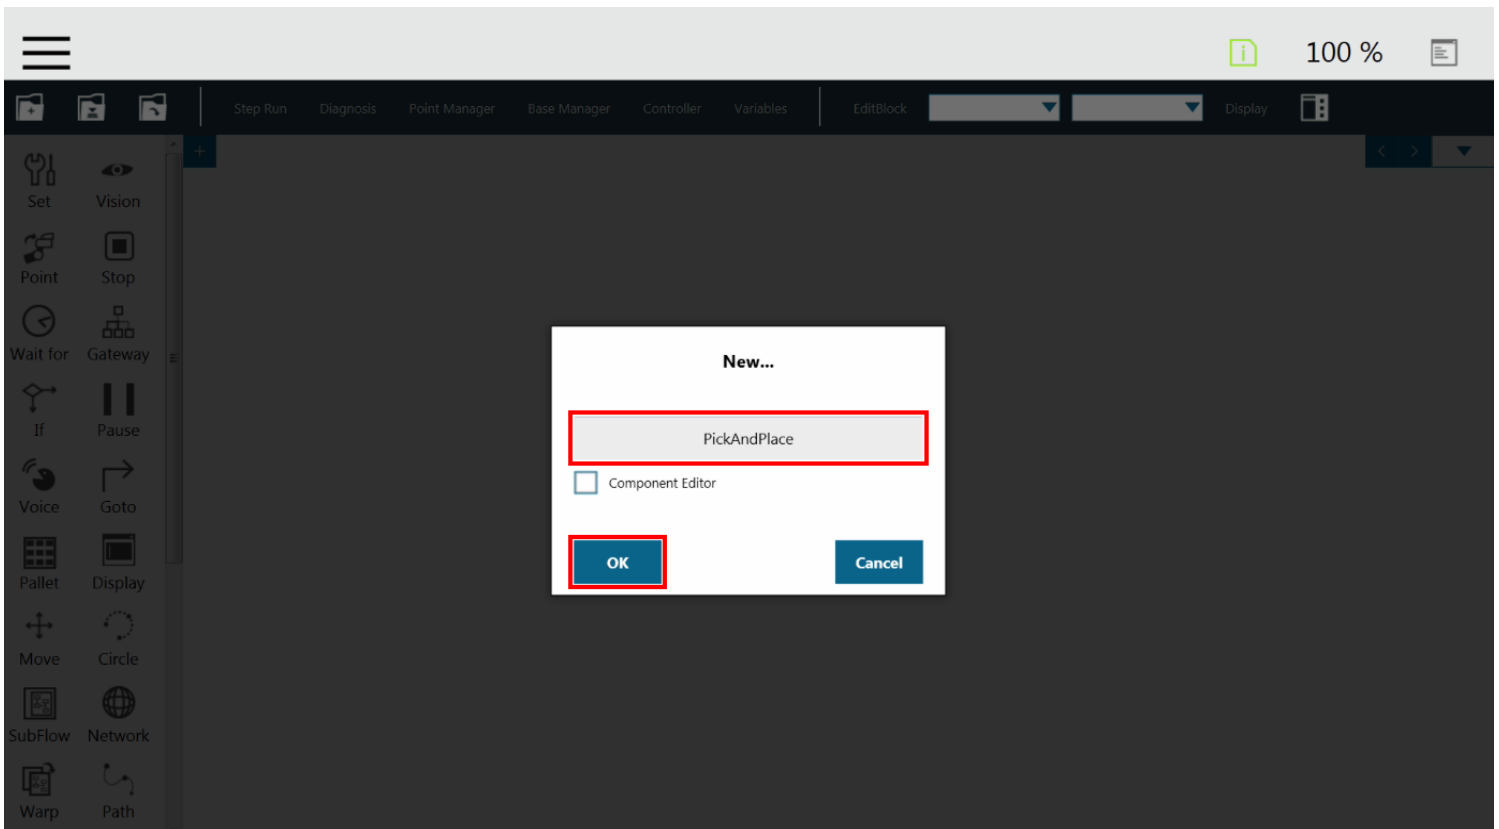 100 %
Step Run Diagnosis Point Manager Base Manager Controller Variables EditBlock Display
Set Vision
Point Stop
Wait for Gateway
If Pause
Voice Goto
Pallet Display
Move Circle
SubFlow Network
Warp Path
New...
PickAndPlace
Component Editor
OK Cancel